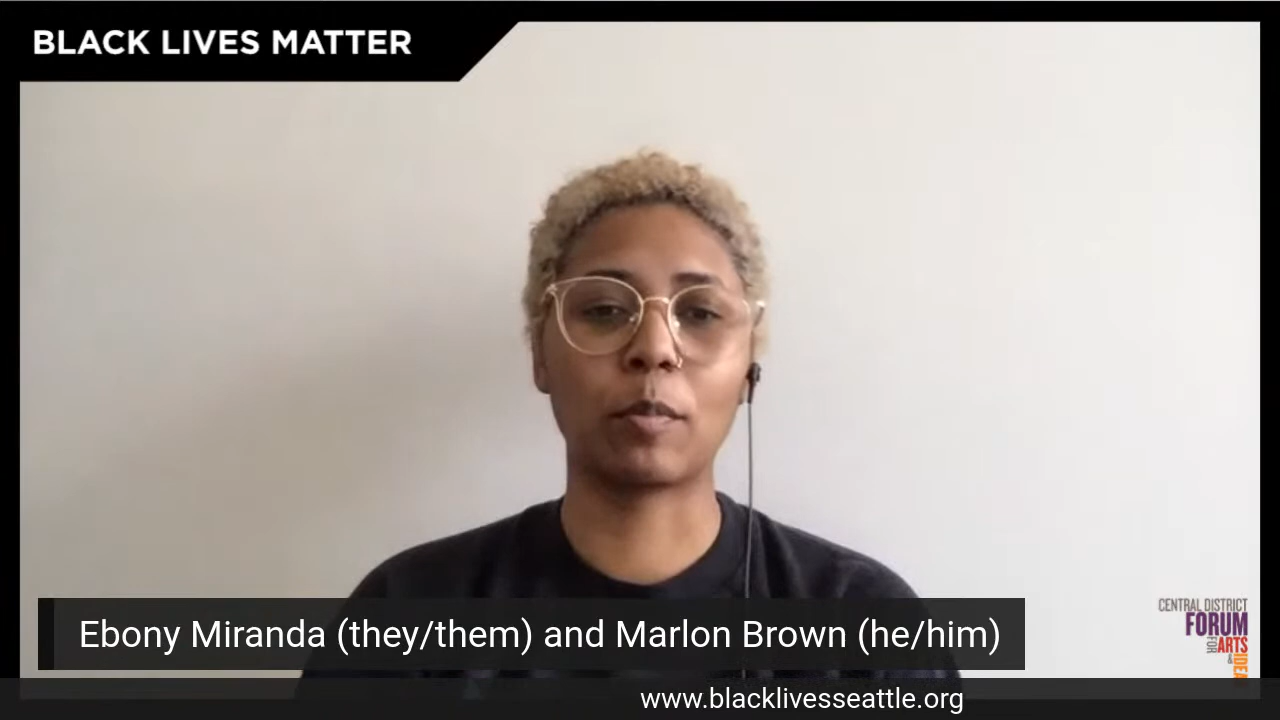 BLACK LIVES MATTER
CENTRAL DISTRICT
FORUM
FOR ARTS
&
Ebony Miranda (they/them) and Marlon Brown (he/him)
www.blacklivesseattle.org